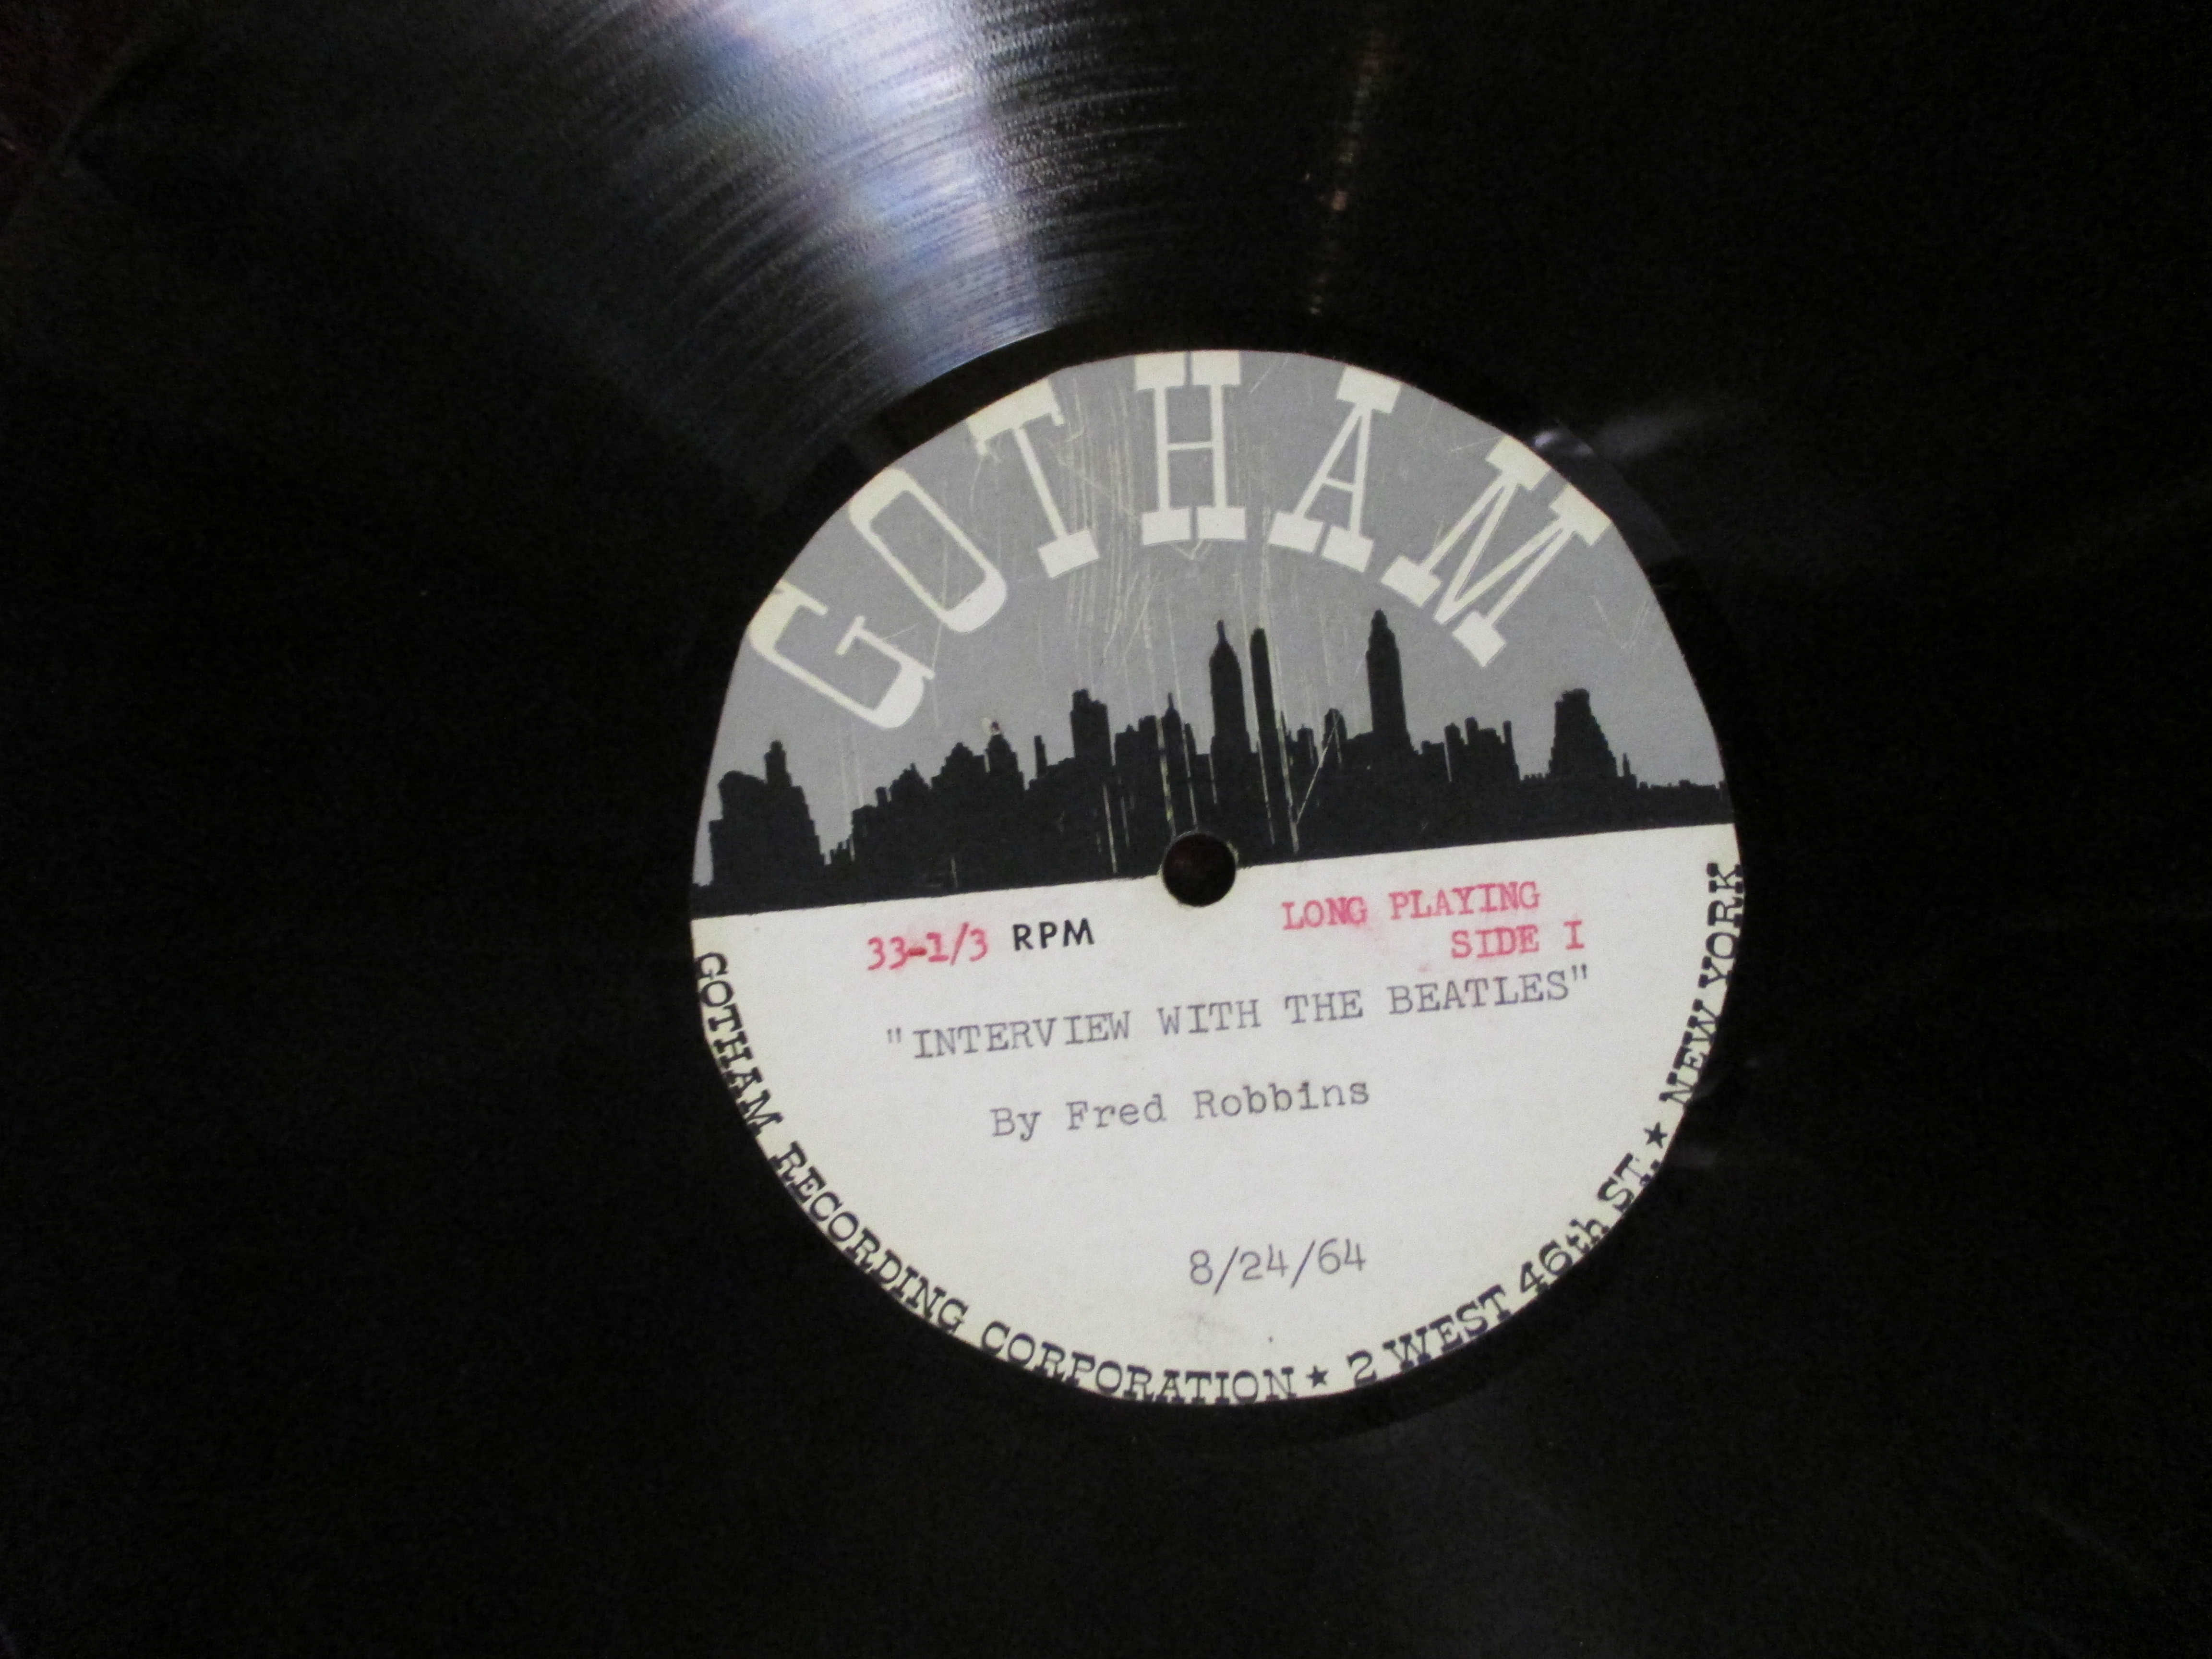 GOTHAM
33-1/3 RPM
LONG PLAYING
SIDE I
"INTERVIEW WITH THE BEATLES"
By Fred Robbins
8/24/64
GOTHAM RECORDING CORPORATION ★ 2 WEST 46th ST. ★ NEW YORK